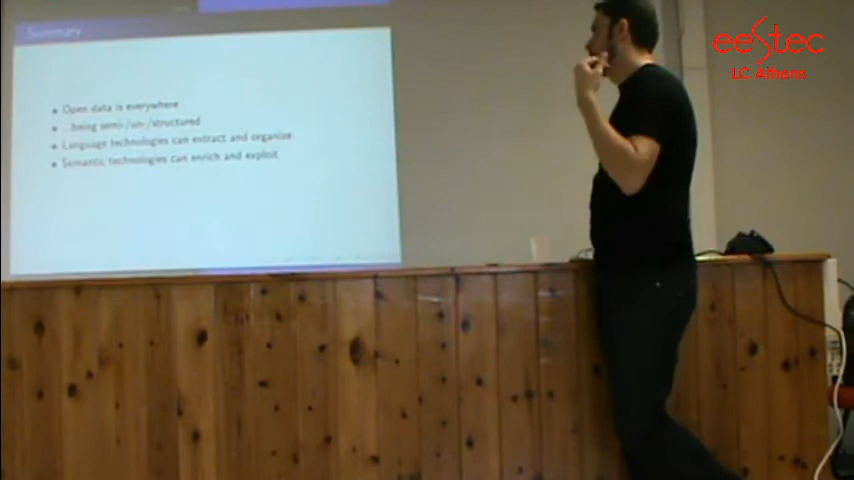 Summary
Open data is everywhere
...being semi-/un-/structured
Language technologies can extract and organize
Semantic technologies can enrich and exploit
eestec
LC Athens